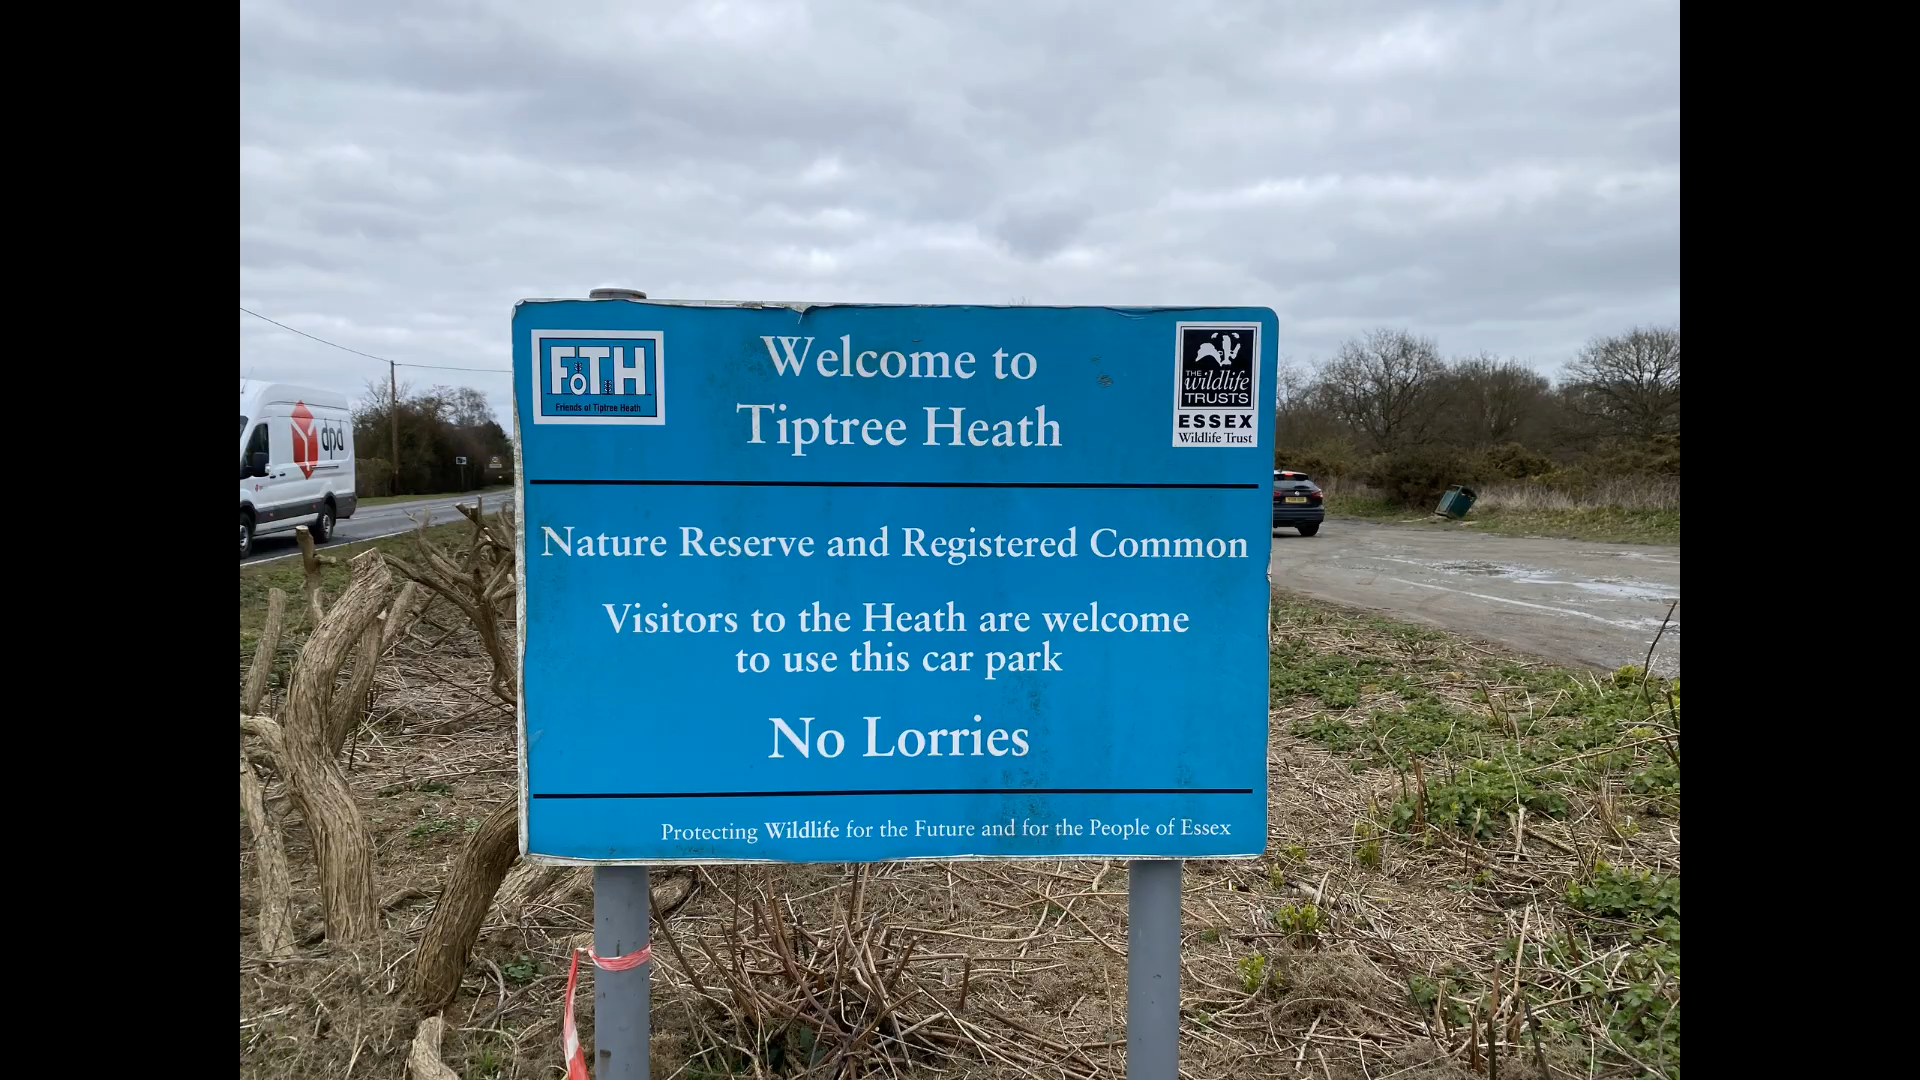 FoTH
Friends of Tiptree Heath
Welcome to
Tiptree Heath
THE
wildlife
TRUSTS
ESSEX
Wildlife Trust
dpd
Nature Reserve and Registered Common
Visitors to the Heath are welcome
to use this car park
No Lorries
Protecting Wildlife for the Future and for the People of Essex